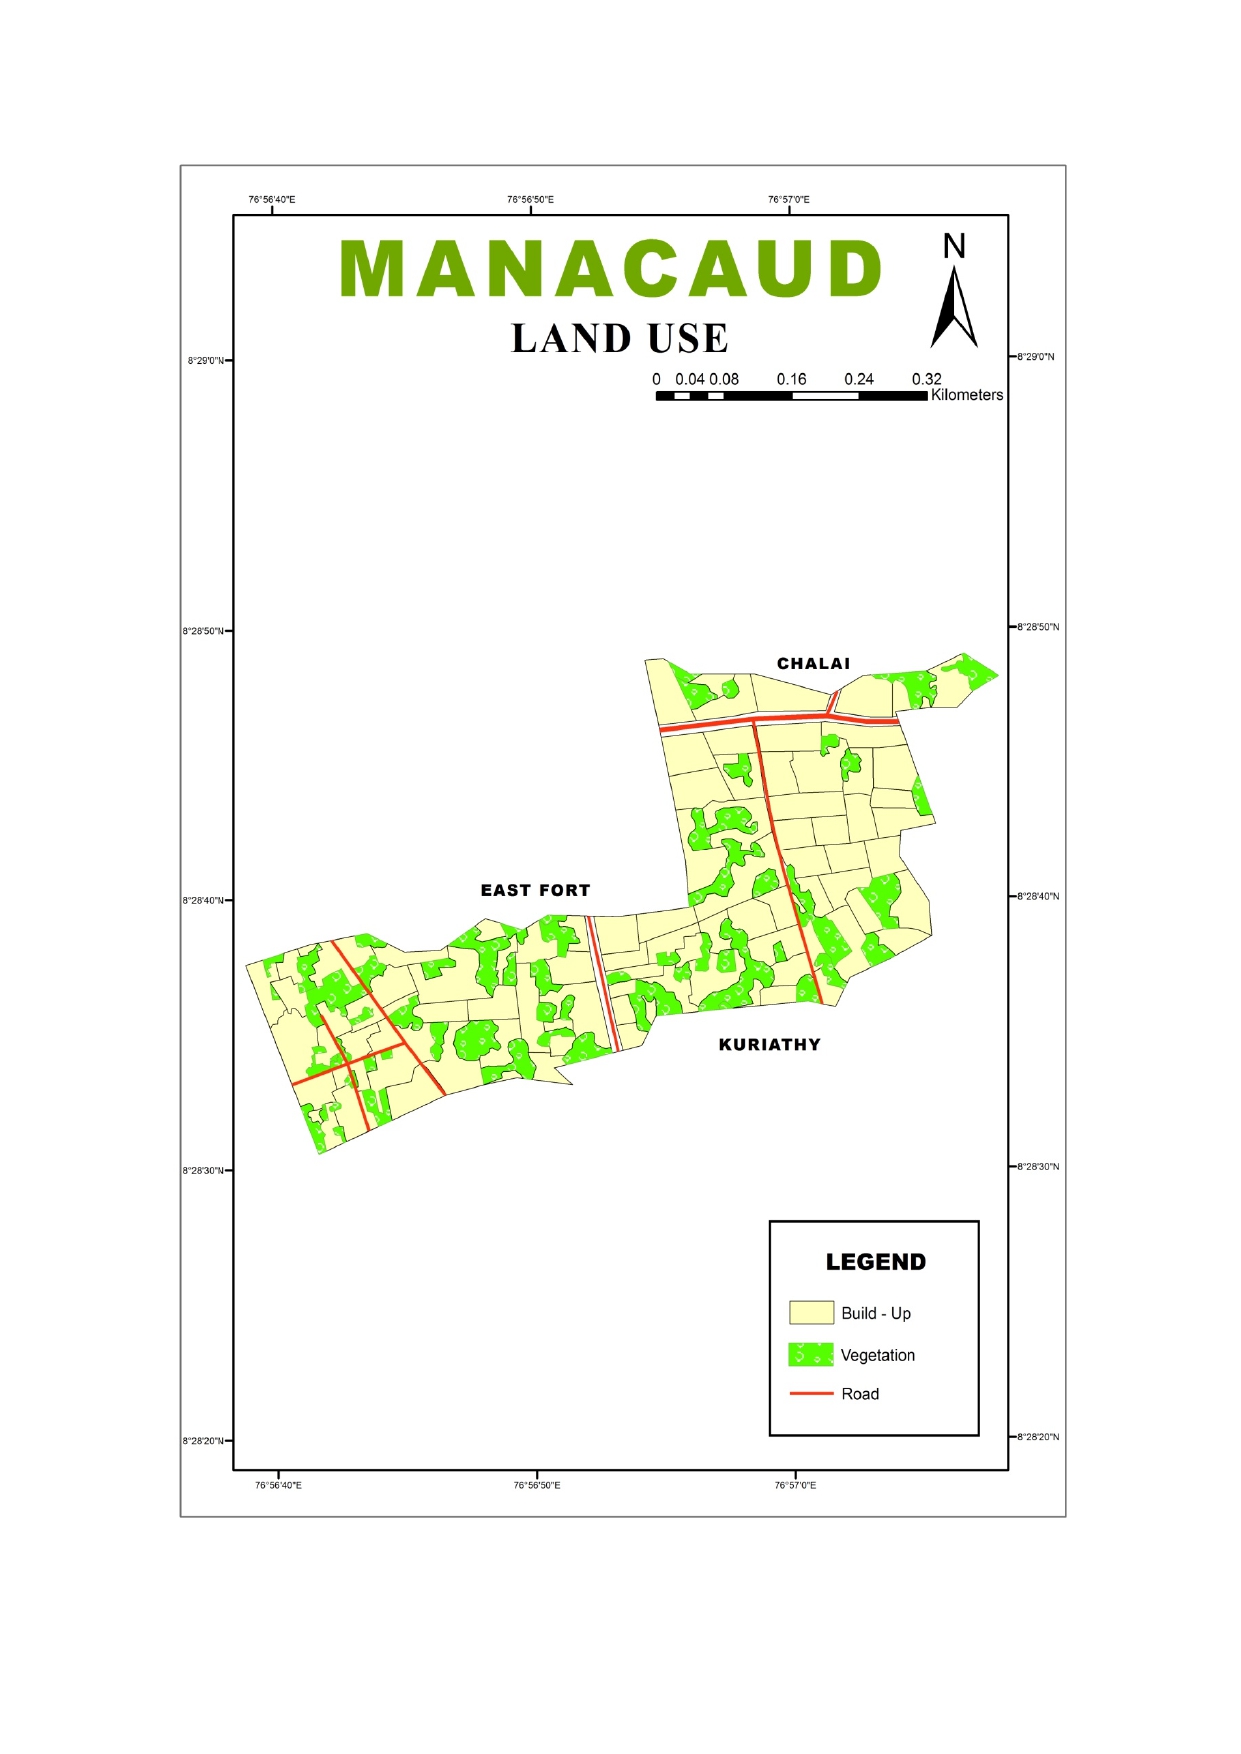 76°56'40"E 76°56'50"E 76°57'0"E
MANACAUD
N
LAND USE
8°29'0"N 8°29'0"N
0 0.04 0.08 0.16 0.24 0.32
Kilometers
8°28'50"N 8°28'50"N
CHALAI
EAST FORT
8°28'40"N 8°28'40"N
KURIATHY
8°28'30"N 8°28'30"N
LEGEND
Build - Up
Vegetation
Road
8°28'20"N 8°28'20"N
76°56'40"E 76°56'50"E 76°57'0"E